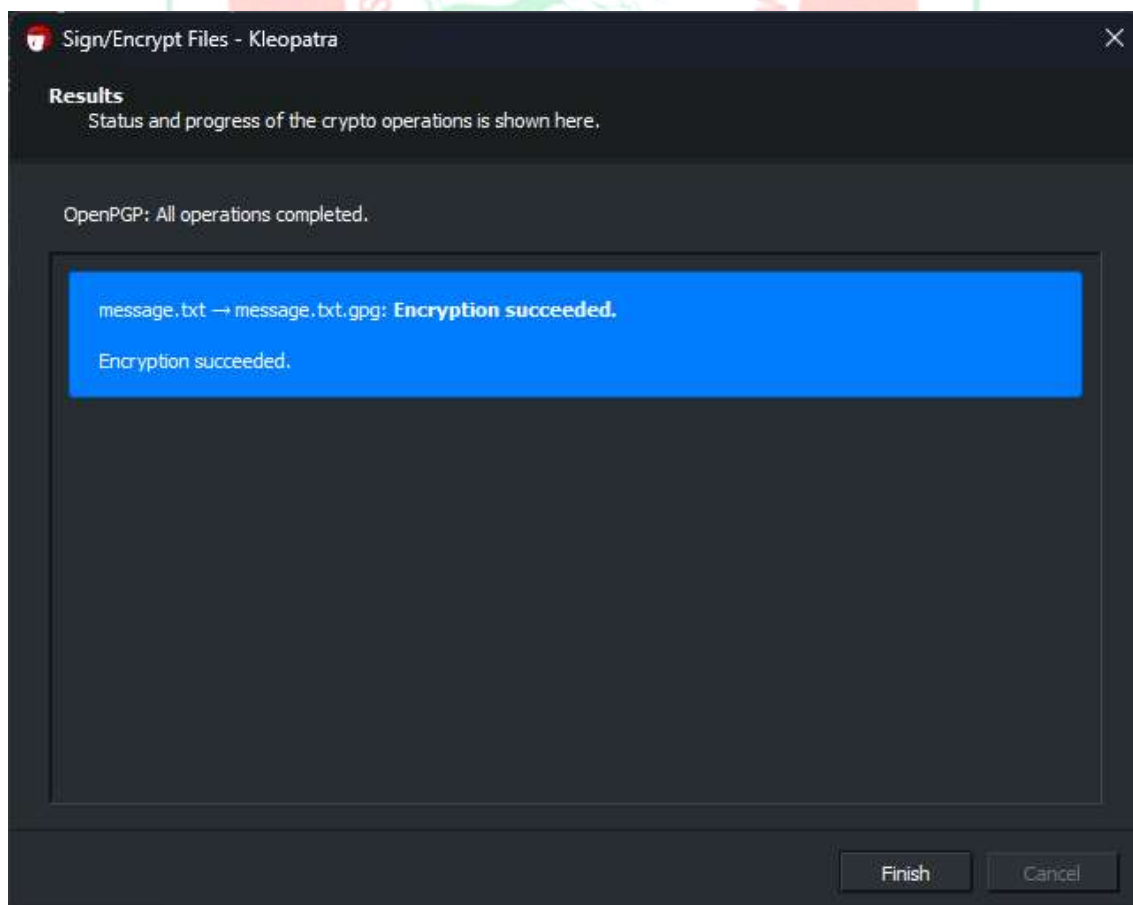 Sign/Encrypt Files - Kleopatra
Results
Status and progress of the crypto operations is shown here.
OpenPGP: All operations completed.
message.txt → message.txt.gpg: Encryption succeeded.
Encryption succeeded.
Finish
Cancel